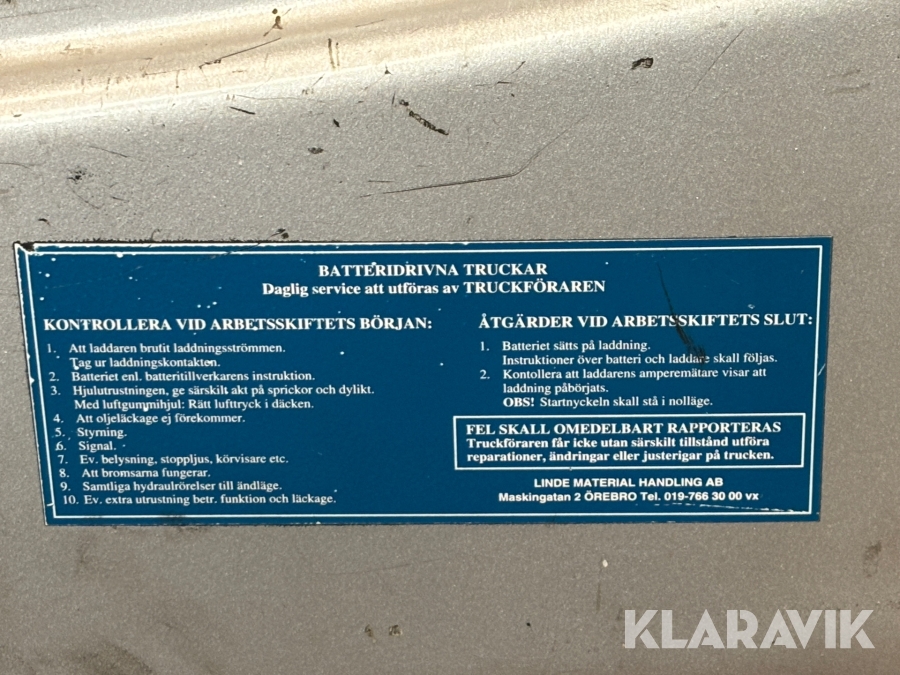 BATTERIDRIVNA TRUCKAR
Daglig service att utföras av TRUCKFÖRAREN
KONTROLLERA VID ARBETSSKIFTETS BÖRJAN:
1. Att laddaren brutit laddningsströmmen.
Tag ur laddningskontakten.
2. Batteriet enl. batteritillverkarens instruktion.
3. Hjulutrustningen, ge särskilt akt på sprickor och dylikt.
Med luftgummihjul: Rätt lufttryck i däcken.
4. Att oljeläckage ej förekommer.
5. Styrning.
6. Signal.
7. Ev. belysning, stoppljus, körvisare etc.
8. Att bromsarna fungerar.
9. Samtliga hydraulrörelser till ändläge.
10. Ev. extra utrustning betr. funktion och läckage.
ÅTGÄRDER VID ARBETSSKIFTETS SLUT:
1. Batteriet sätts på laddning.
Instruktioner över batteri och laddare skall följas.
2. Kontollera att laddarens amperemätare visar att
laddning påbörjats.
OBS! Startnyckeln skall stå i nolläge.
FEL SKALL OMEDELBART RAPPORTERAS
Truckföraren får icke utan särskilt tillstånd utföra
reparationer, ändringar eller justerigar på trucken.
LINDE MATERIAL HANDLING AB
Maskingatan 2 ÖREBRO Tel. 019-766 30 00 vx
KLARAVIK